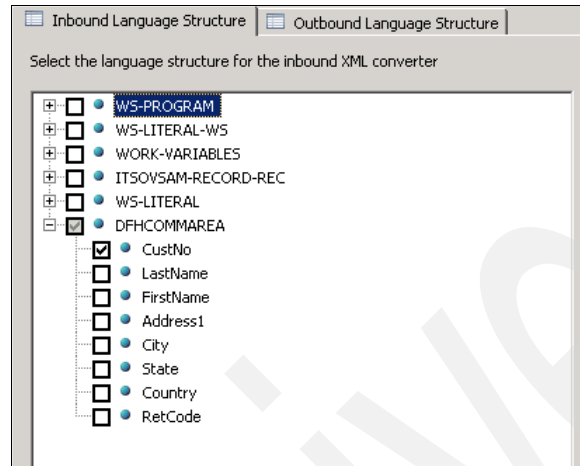 Inbound Language Structure Outbound Language Structure
Select the language structure for the inbound XML converter
WS-PROGRAM
WS-LITERAL-WS
WORK-VARIABLES
ITSOVSAM-RECORD-REC
WS-LITERAL
DFHCOMMAREA
CustNo
LastName
FirstName
Address1
City
State
Country
RetCode